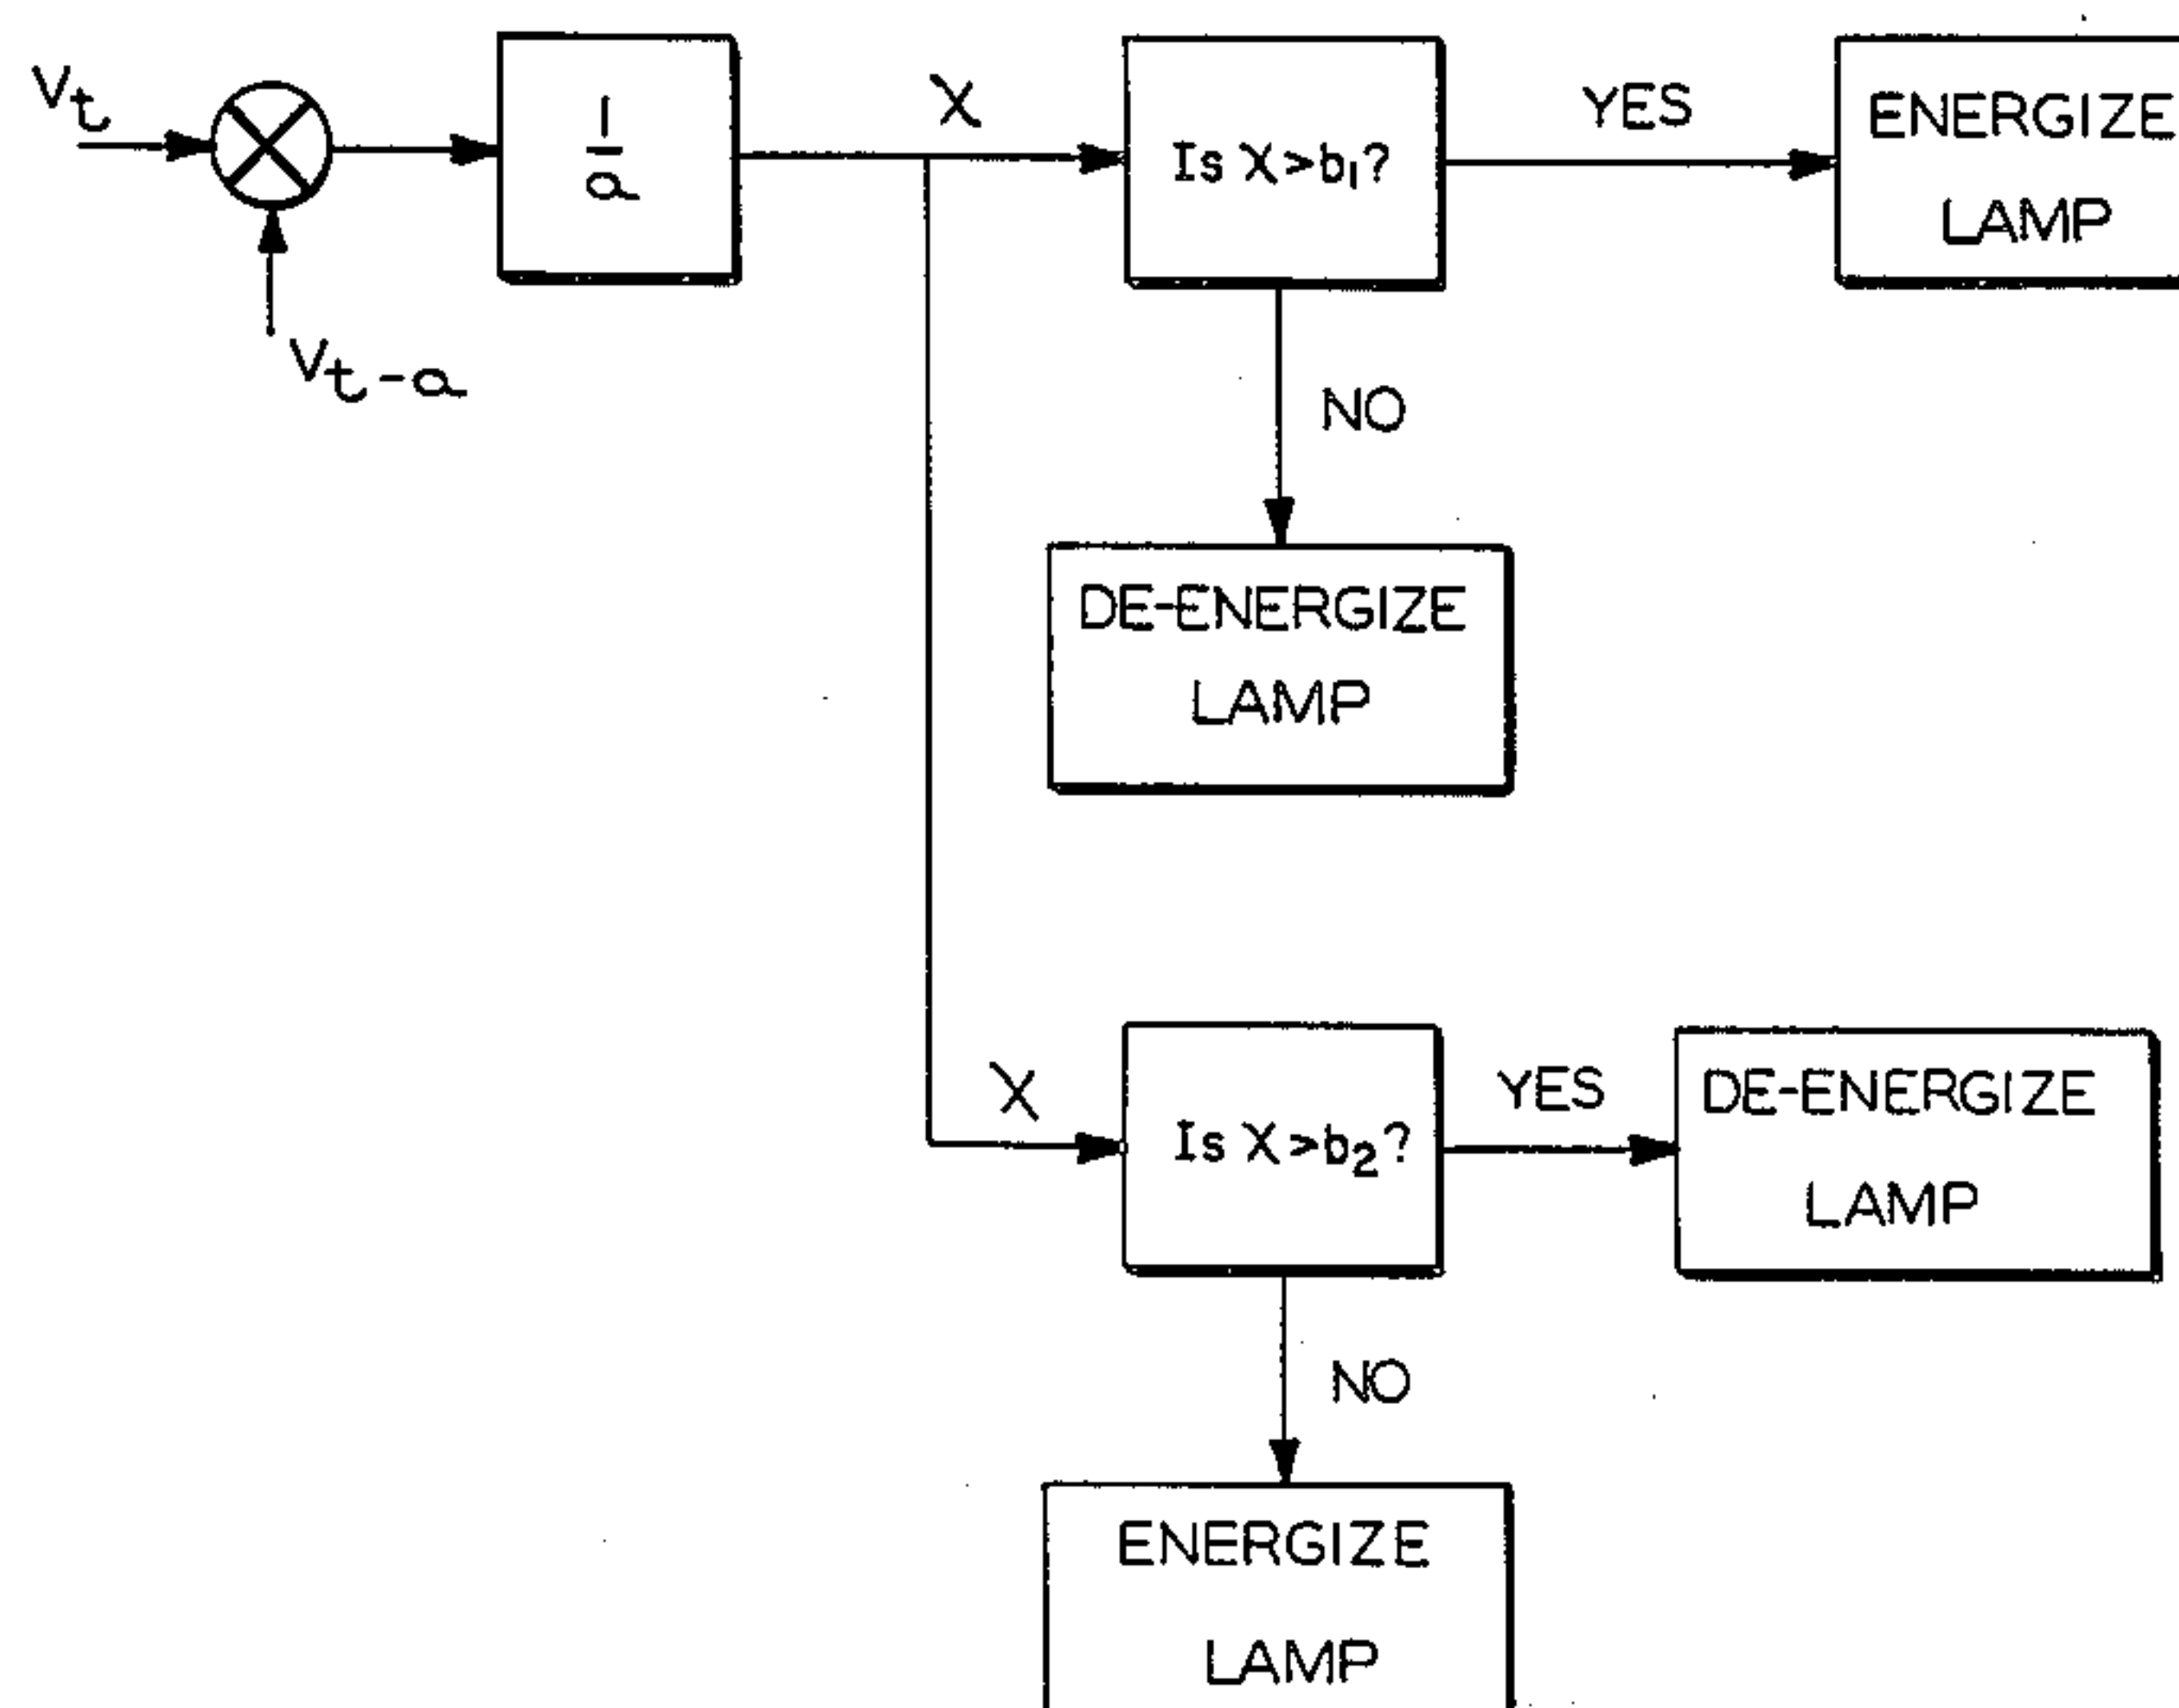 Vt
X
YES
ENERGIZE
LAMP
1/a
Is X>b1?
Vt-a
NO
DE-ENERGIZE
LAMP
X
Is X>b2?
YES
DE-ENERGIZE
LAMP
NO
ENERGIZE
LAMP